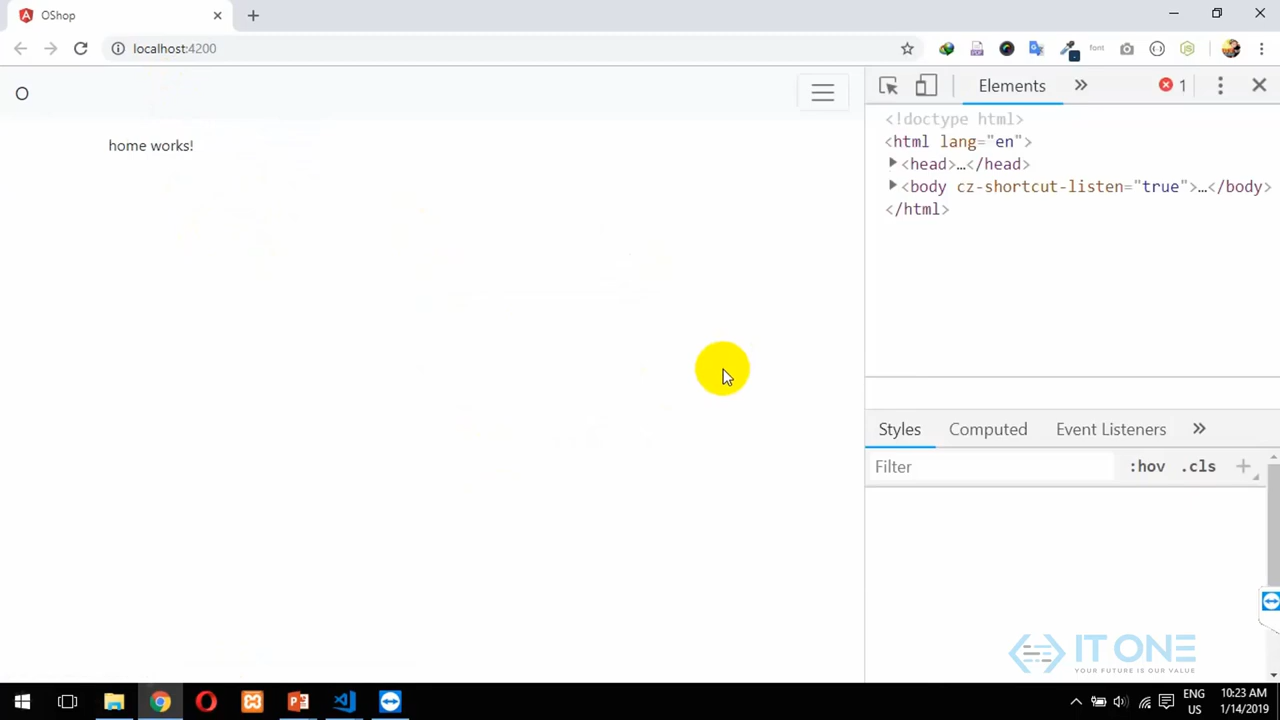 OShop
localhost:4200
font
O
home works!
Elements
1
<!doctype html>
<html lang="en">
<head>…</head>
<body cz-shortcut-listen="true">…</body>
</html>
Styles
Computed
Event Listeners
Filter
:hov .cls
IT ONE
YOUR FUTURE IS OUR VALUE
ENG
US
10:23 AM
1/14/2019